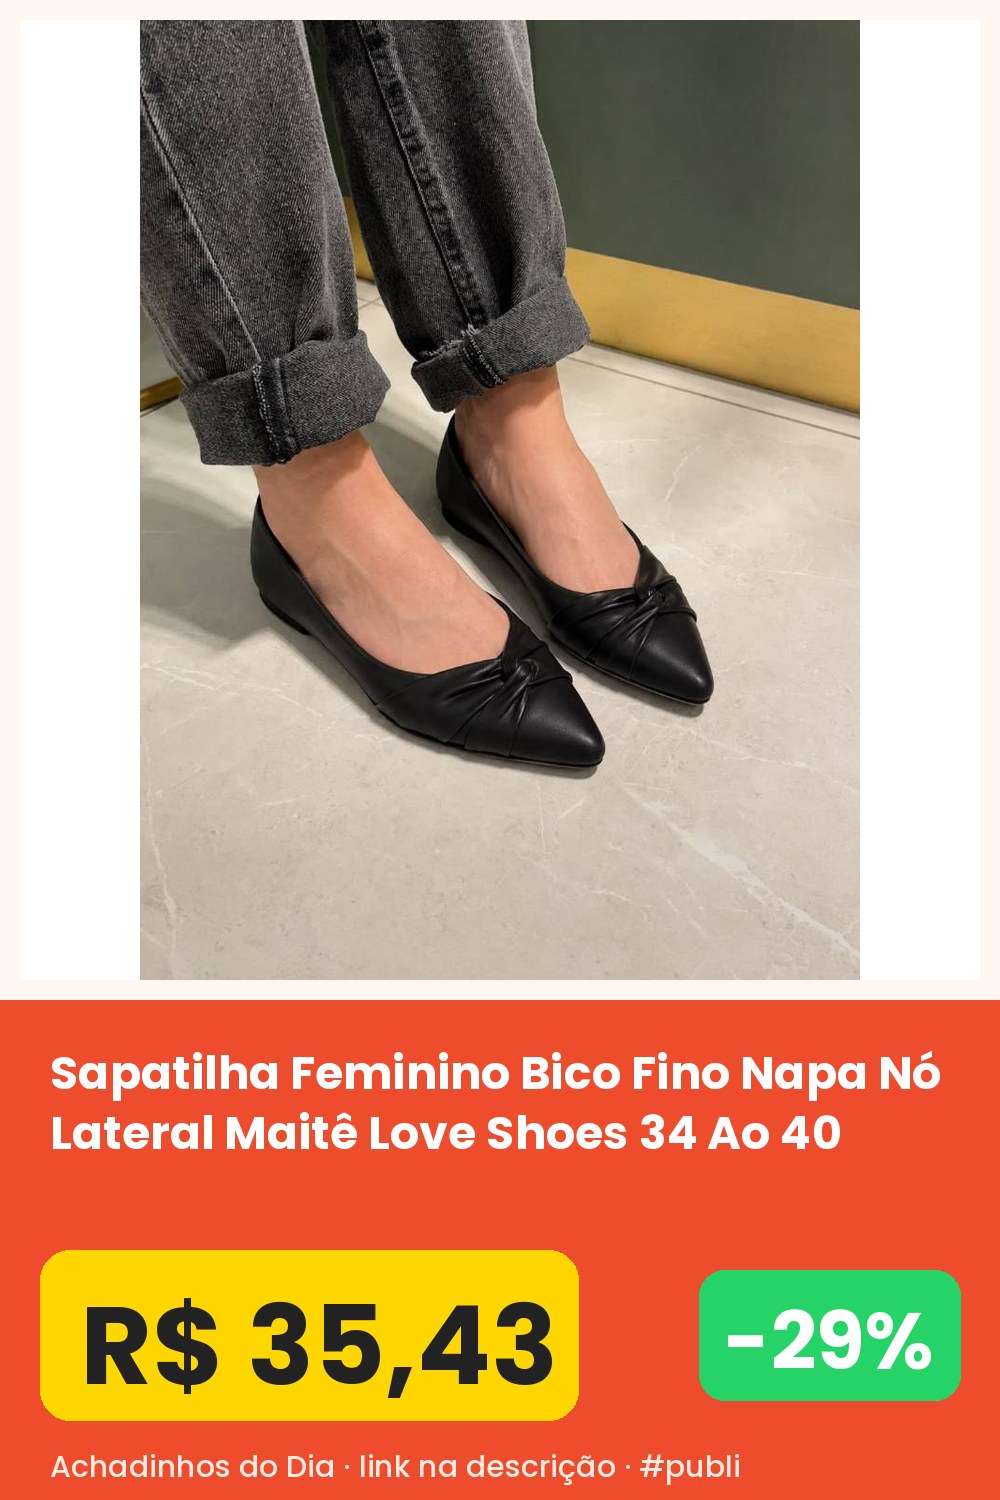 Sapatilha Feminino Bico Fino Napa Nó
Lateral Maitê Love Shoes 34 Ao 40
R$ 35,43
-29%
Achadinhos do Dia · link na descrição · #publi